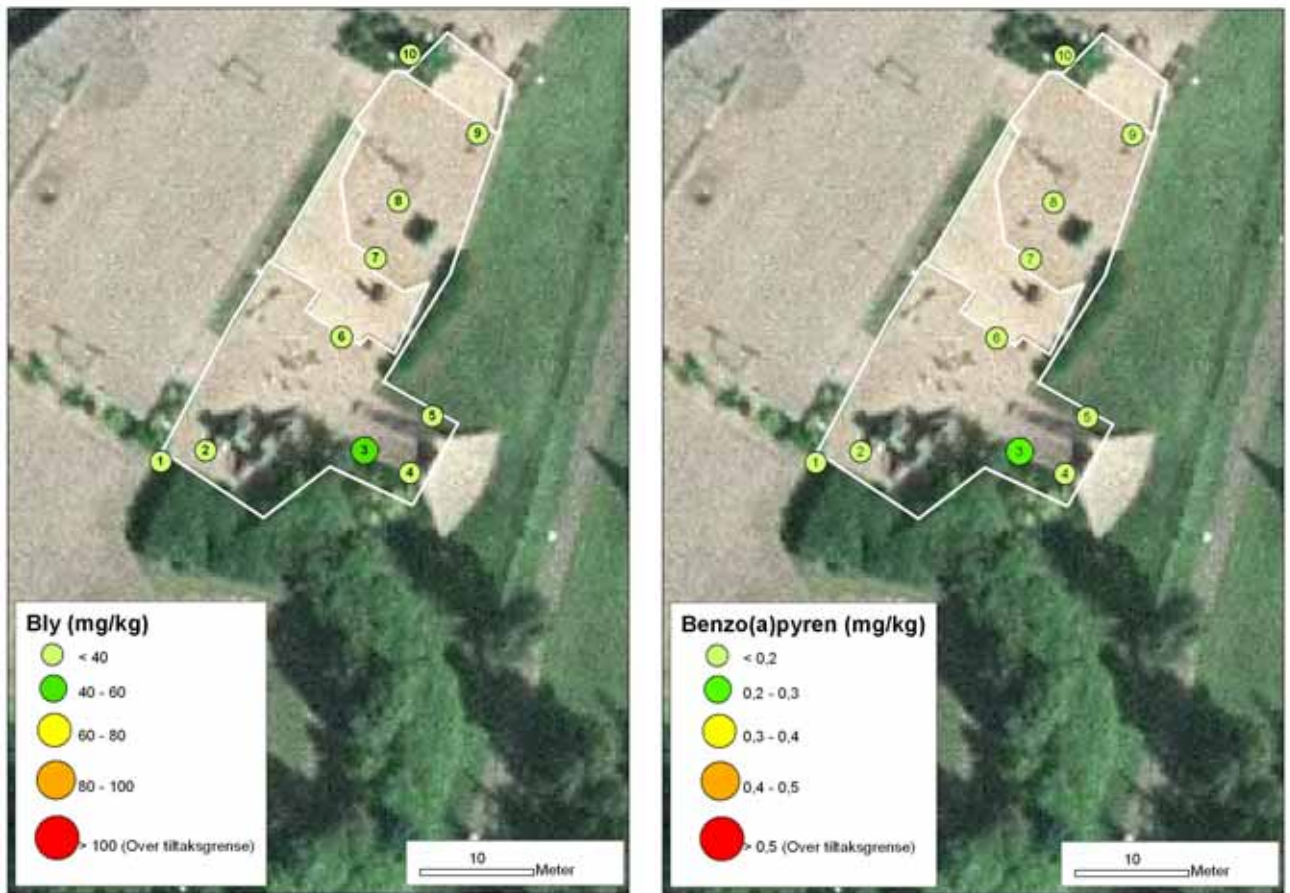 10
9
8
7
6
5
1
2
3
4
Bly (mg/kg)
< 40
40 - 60
60 - 80
80 - 100
> 100 (Over tiltaksgrense)
10
Meter
10
9
8
7
6
5
1
2
3
4
Benzo(a)pyren (mg/kg)
< 0,2
0,2 - 0,3
0,3 - 0,4
0,4 - 0,5
> 0,5 (Over tiltaksgrense)
10
Meter